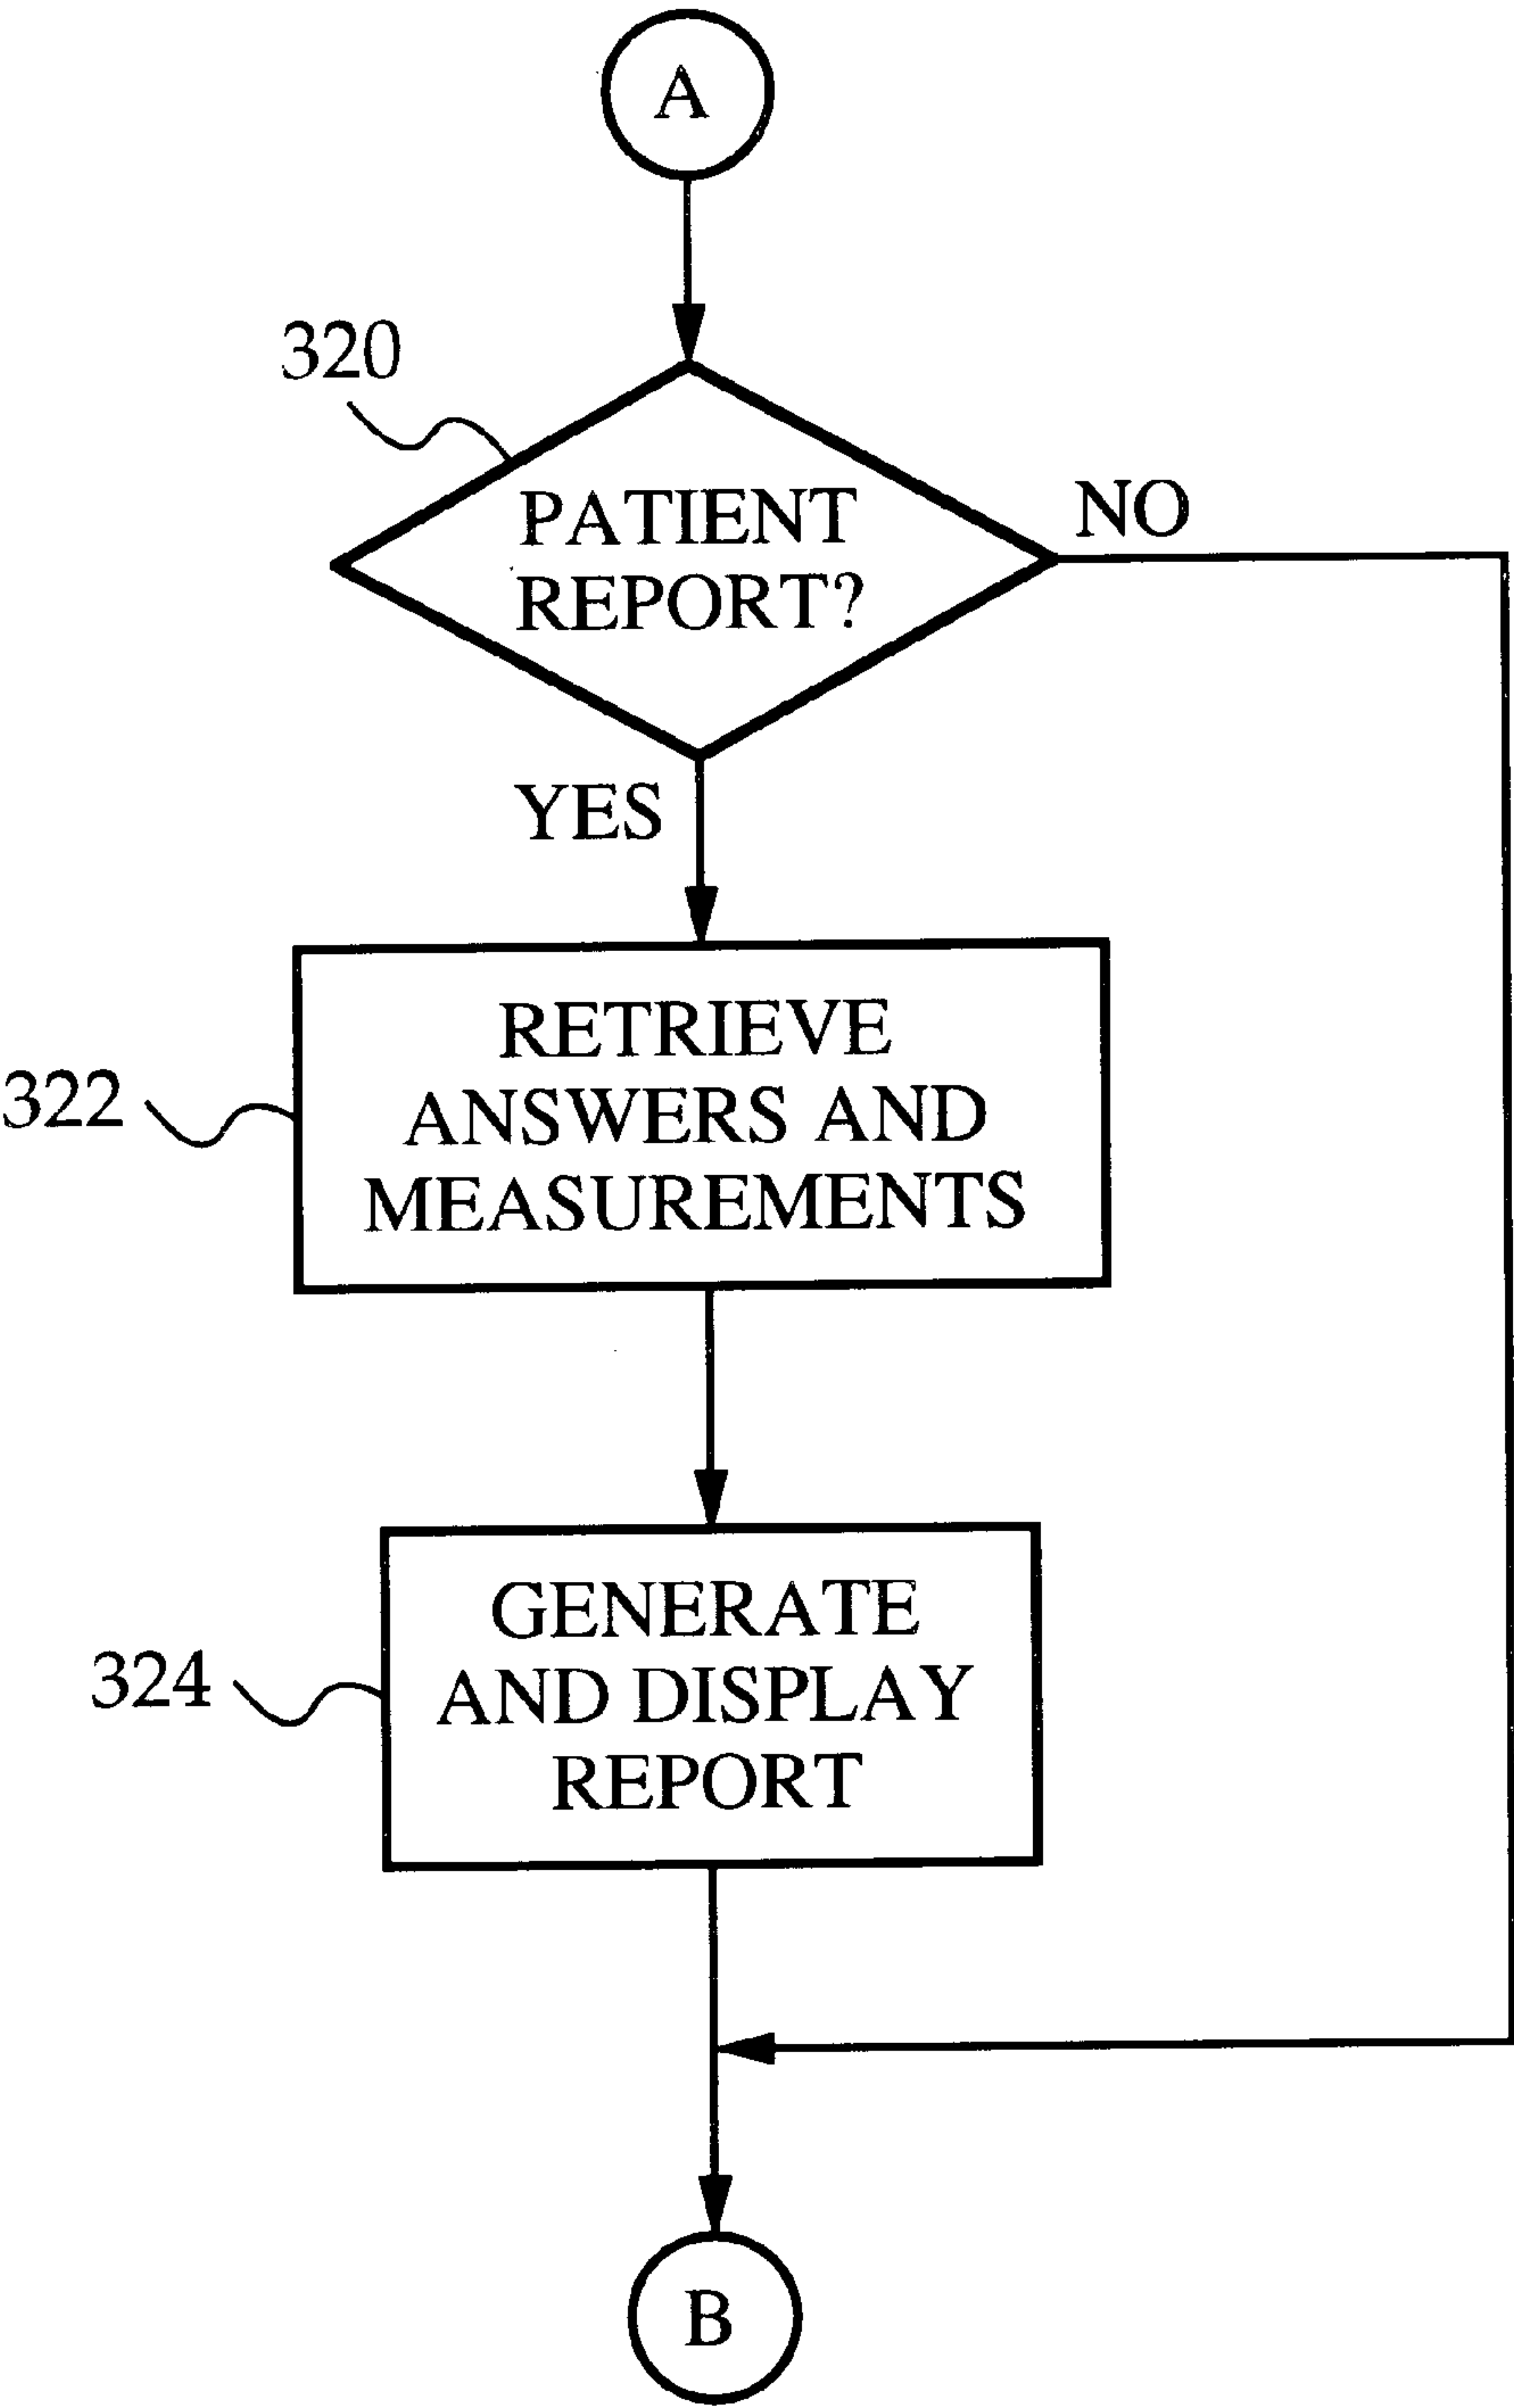 A
320
PATIENT
REPORT?
NO
YES
RETRIEVE
ANSWERS AND
MEASUREMENTS
322
GENERATE
AND DISPLAY
REPORT
324
B